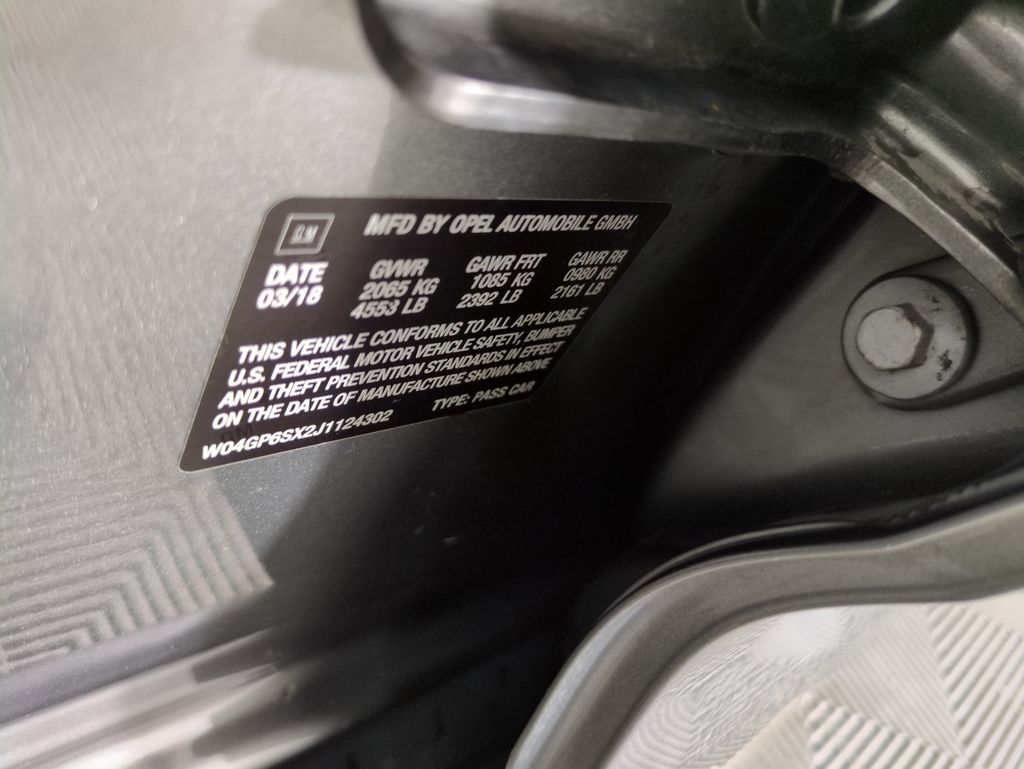 GM
MFD BY OPEL AUTOMOBILE GMBH
DATE
03/18
GVWR
2065 KG
4553 LB
GAWR FRT
1085 KG
2392 LB
GAWR RR
0980 KG
2161 LB
THIS VEHICLE CONFORMS TO ALL APPLICABLE
U.S. FEDERAL MOTOR VEHICLE SAFETY, BUMPER
AND THEFT PREVENTION STANDARDS IN EFFECT
ON THE DATE OF MANUFACTURE SHOWN ABOVE
W04GP6SX2J1124302 TYPE: PASS CAR